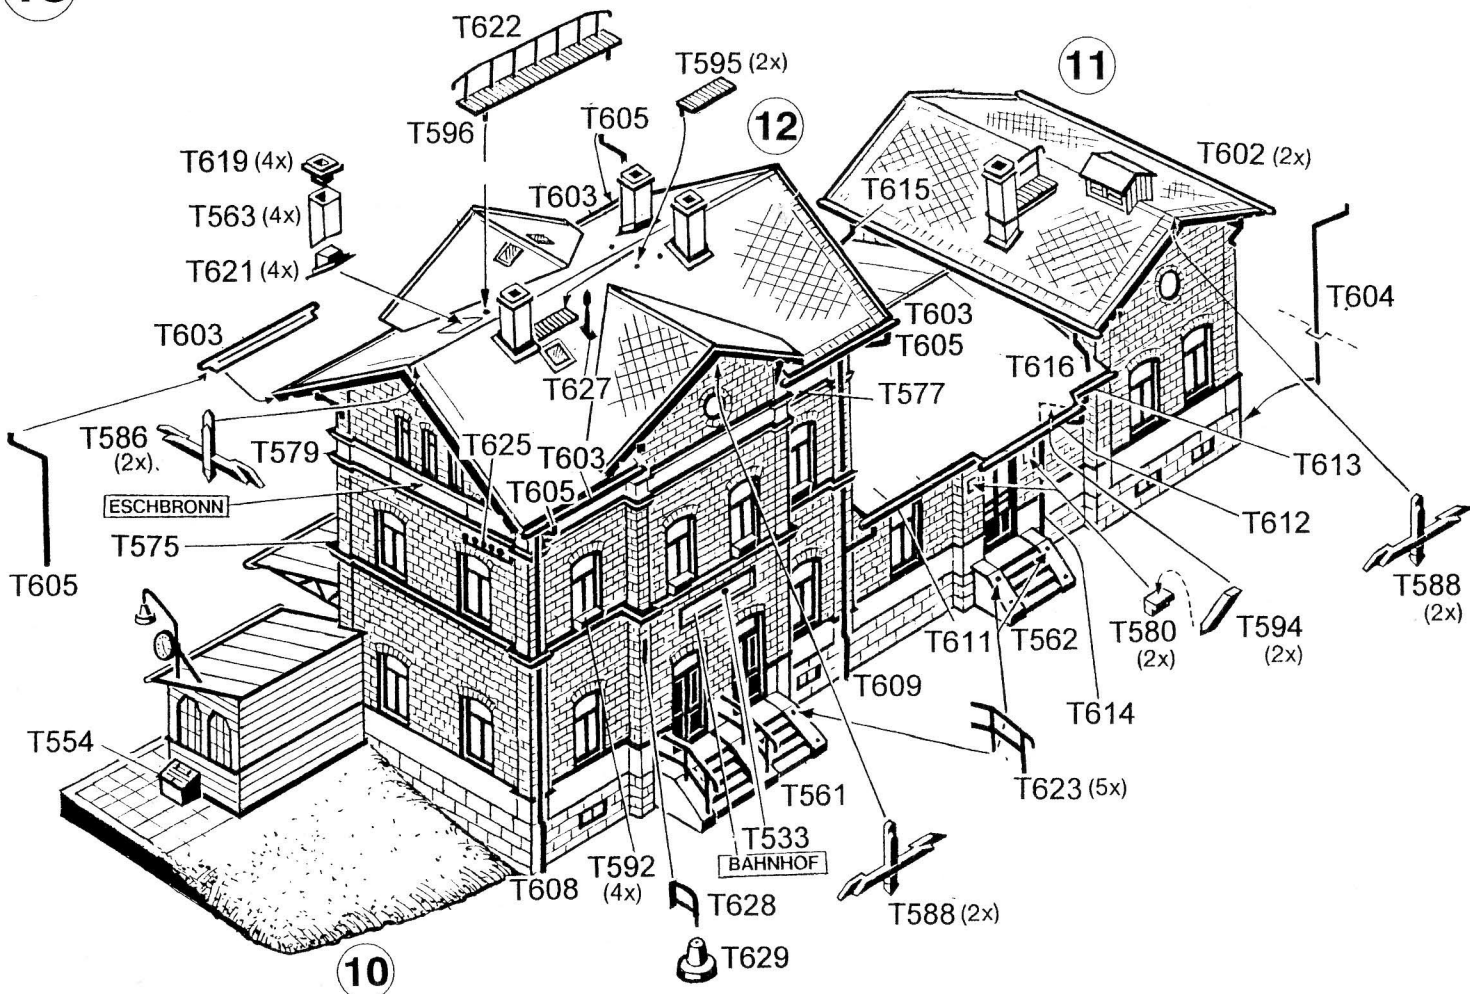 T622
T595 (2x)
11
T605
12
T596
T619 (4x)
T602 (2x)
T603
T615
T563 (4x)
T621 (4x)
T604
T603
T603
T605
T616
T627
T577
T586
(2x).
T579
T625
T603
T613
T605
ESCHBRONN
T612
T575
T605
T588
(2x)
T611
T562
T580
(2x)
T594
(2x)
T609
T614
T554
T623 (5x)
T561
T533
BAHNHOF
T608
T592
(4x)
T628
T588 (2x)
T629
10